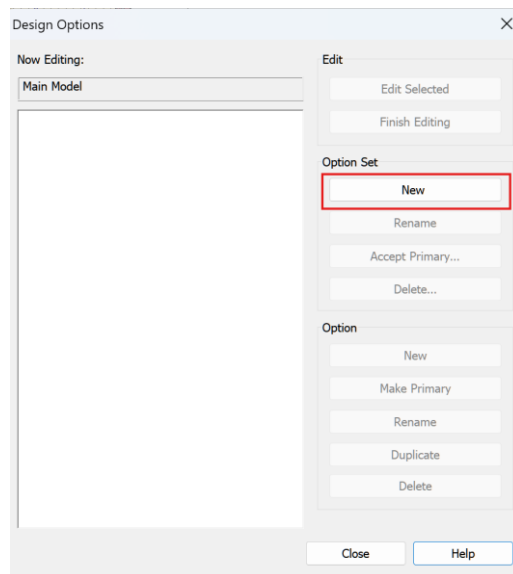 Design Options
Now Editing:
Main Model
Edit
Edit Selected
Finish Editing
Option Set
New
Rename
Accept Primary...
Delete...
Option
New
Make Primary
Rename
Duplicate
Delete
Close
Help